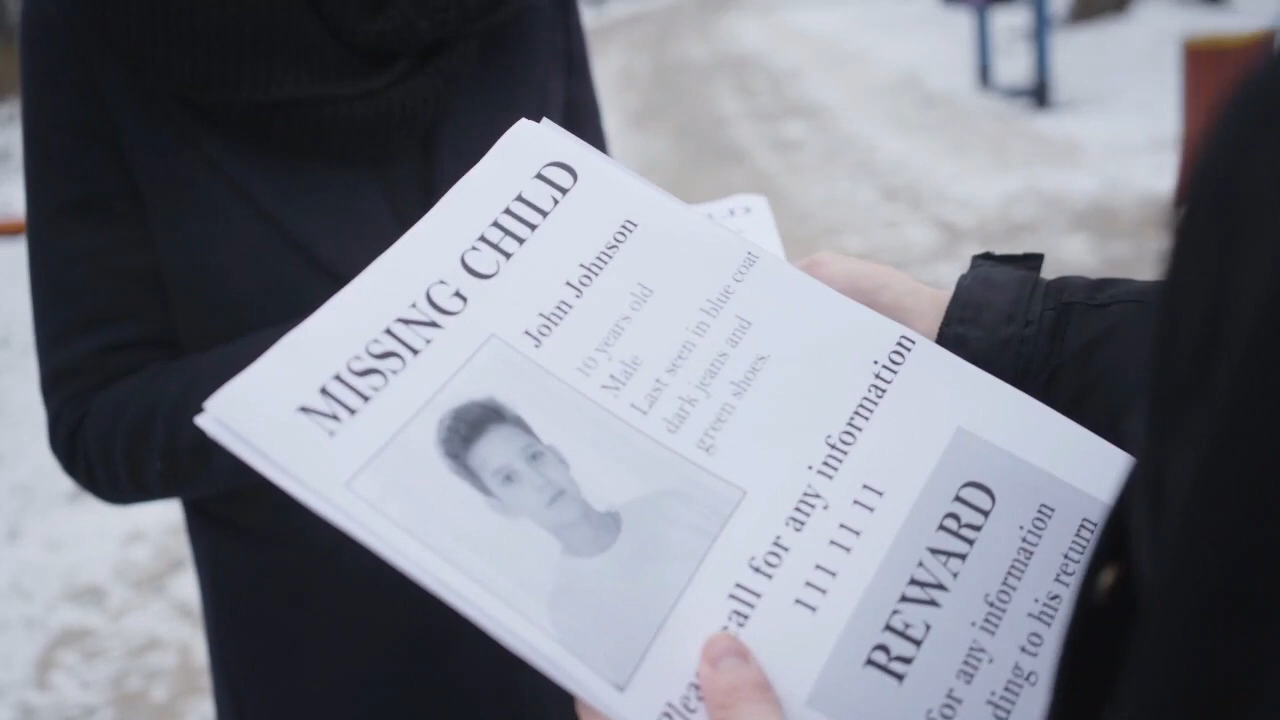 MISSING CHILD
John Johnson
10 years old
Male
Last seen in blue coat
dark jeans and
green shoes.
call for any information
111 11 11 11
REWARD
for any information
to his return